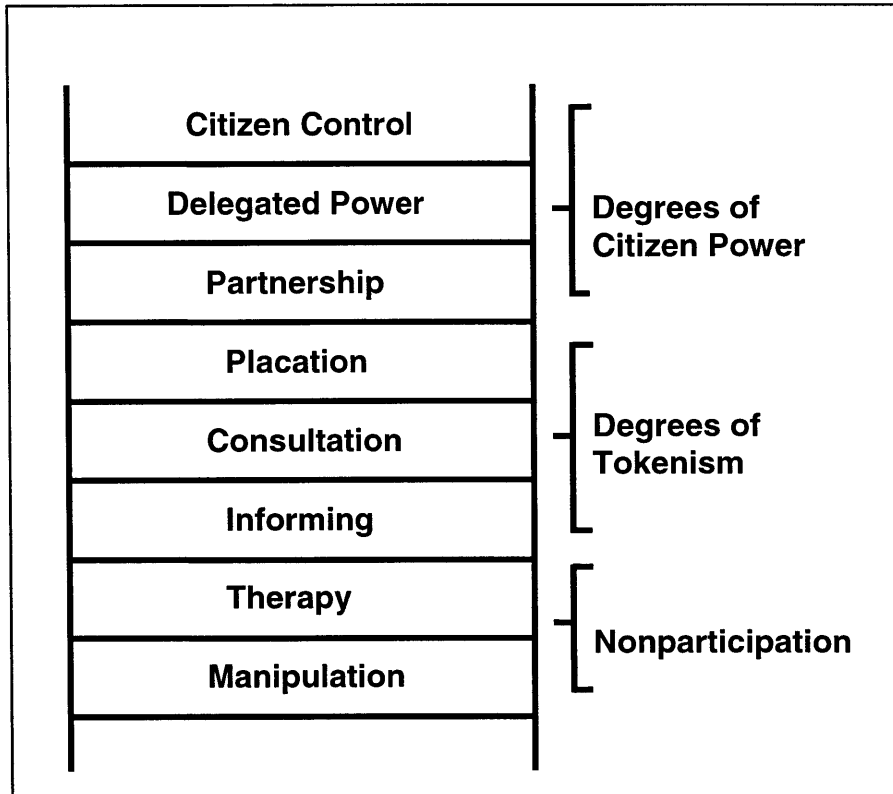 Citizen Control
Delegated Power
Partnership
Placation
Consultation
Informing
Therapy
Manipulation
Degrees of
Citizen Power
Degrees of
Tokenism
Nonparticipation